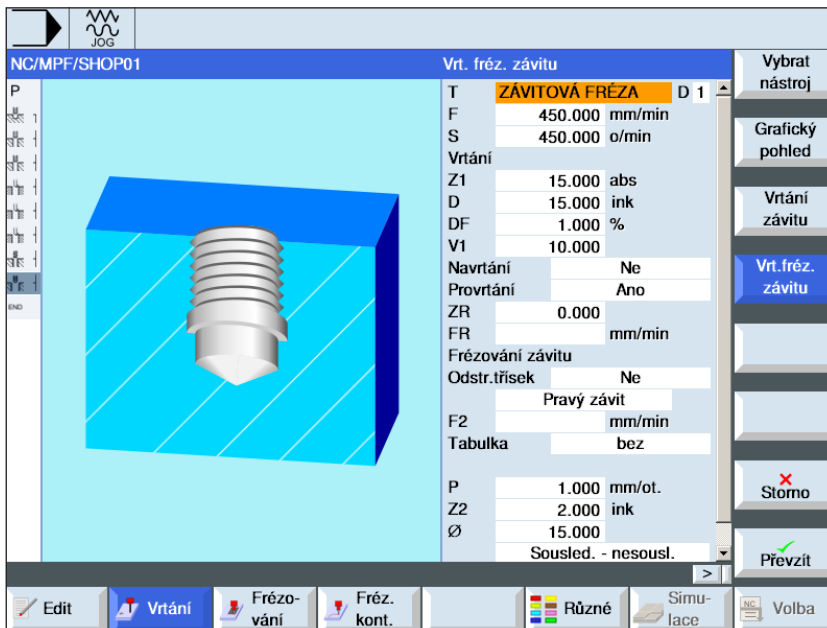 JOG
NC/MPF/SHOP01
Vrt. fréz. závitu
P
1
END
T ZÁVITOVÁ FRÉZA D 1
F 450.000 mm/min
S 450.000 o/min
Vrtání
Z1 15.000 abs
D 15.000 ink
DF 1.000 %
V1 10.000
Navrtání Ne
Provrtání Ano
ZR 0.000
FR mm/min
Frézování závitu
Odstr.třísek Ne
Pravý závit
F2 mm/min
Tabulka bez
P 1.000 mm/ot.
Z2 2.000 ink
Ø 15.000
Sousled. - nesousl.
>
Vybrat
nástroj
Grafický
pohled
Vrtání
závitu
Vrt.fréz.
závitu
Storno
Převzít
Edit
Vrtání
Frézo-
vání
Fréz.
kont.
Různé
Simu-
lace
NC
Volba